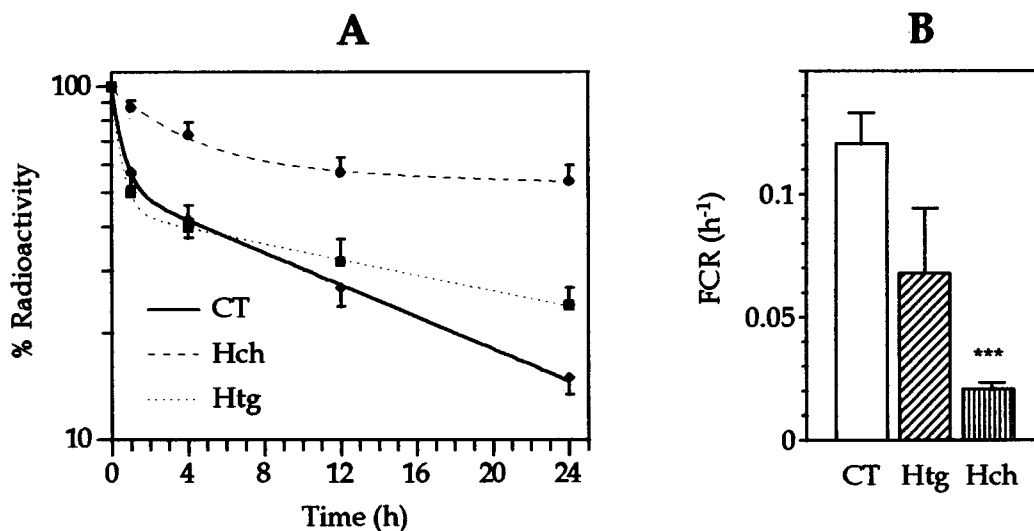 A
% Radioactivity
100
10
CT
Hch
Htg
0
4
8
12
16
20
24
Time (h)
B
FCR (h⁻¹)
0.1
0.05
0
***
CT
Htg
Hch